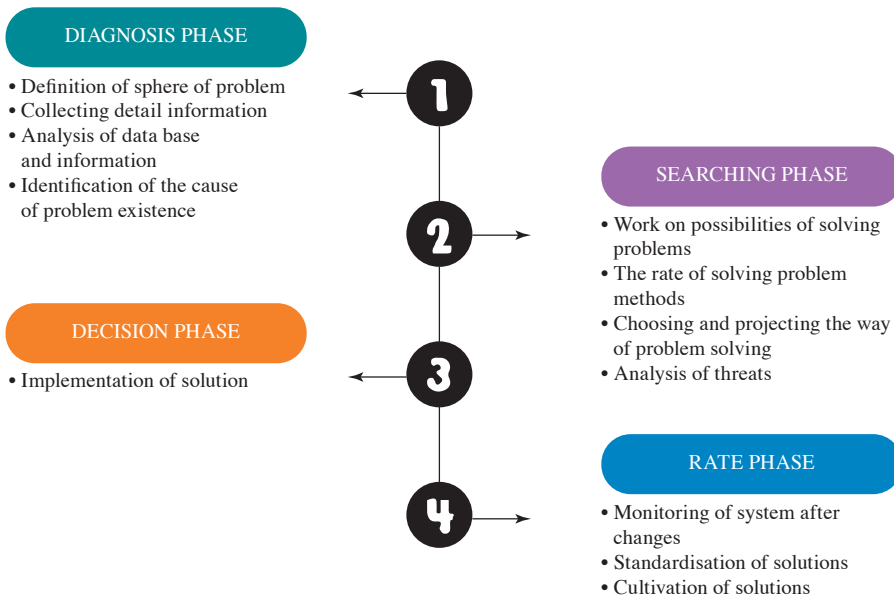 DIAGNOSIS PHASE
• Definition of sphere of problem
• Collecting detail information
• Analysis of data base
and information
• Identification of the cause
of problem existence
1
2
SEARCHING PHASE
• Work on possibilities of solving
problems
• The rate of solving problem
methods
• Choosing and projecting the way
of problem solving
• Analysis of threats
DECISION PHASE
• Implementation of solution
3
4
RATE PHASE
• Monitoring of system after
changes
• Standardisation of solutions
• Cultivation of solutions